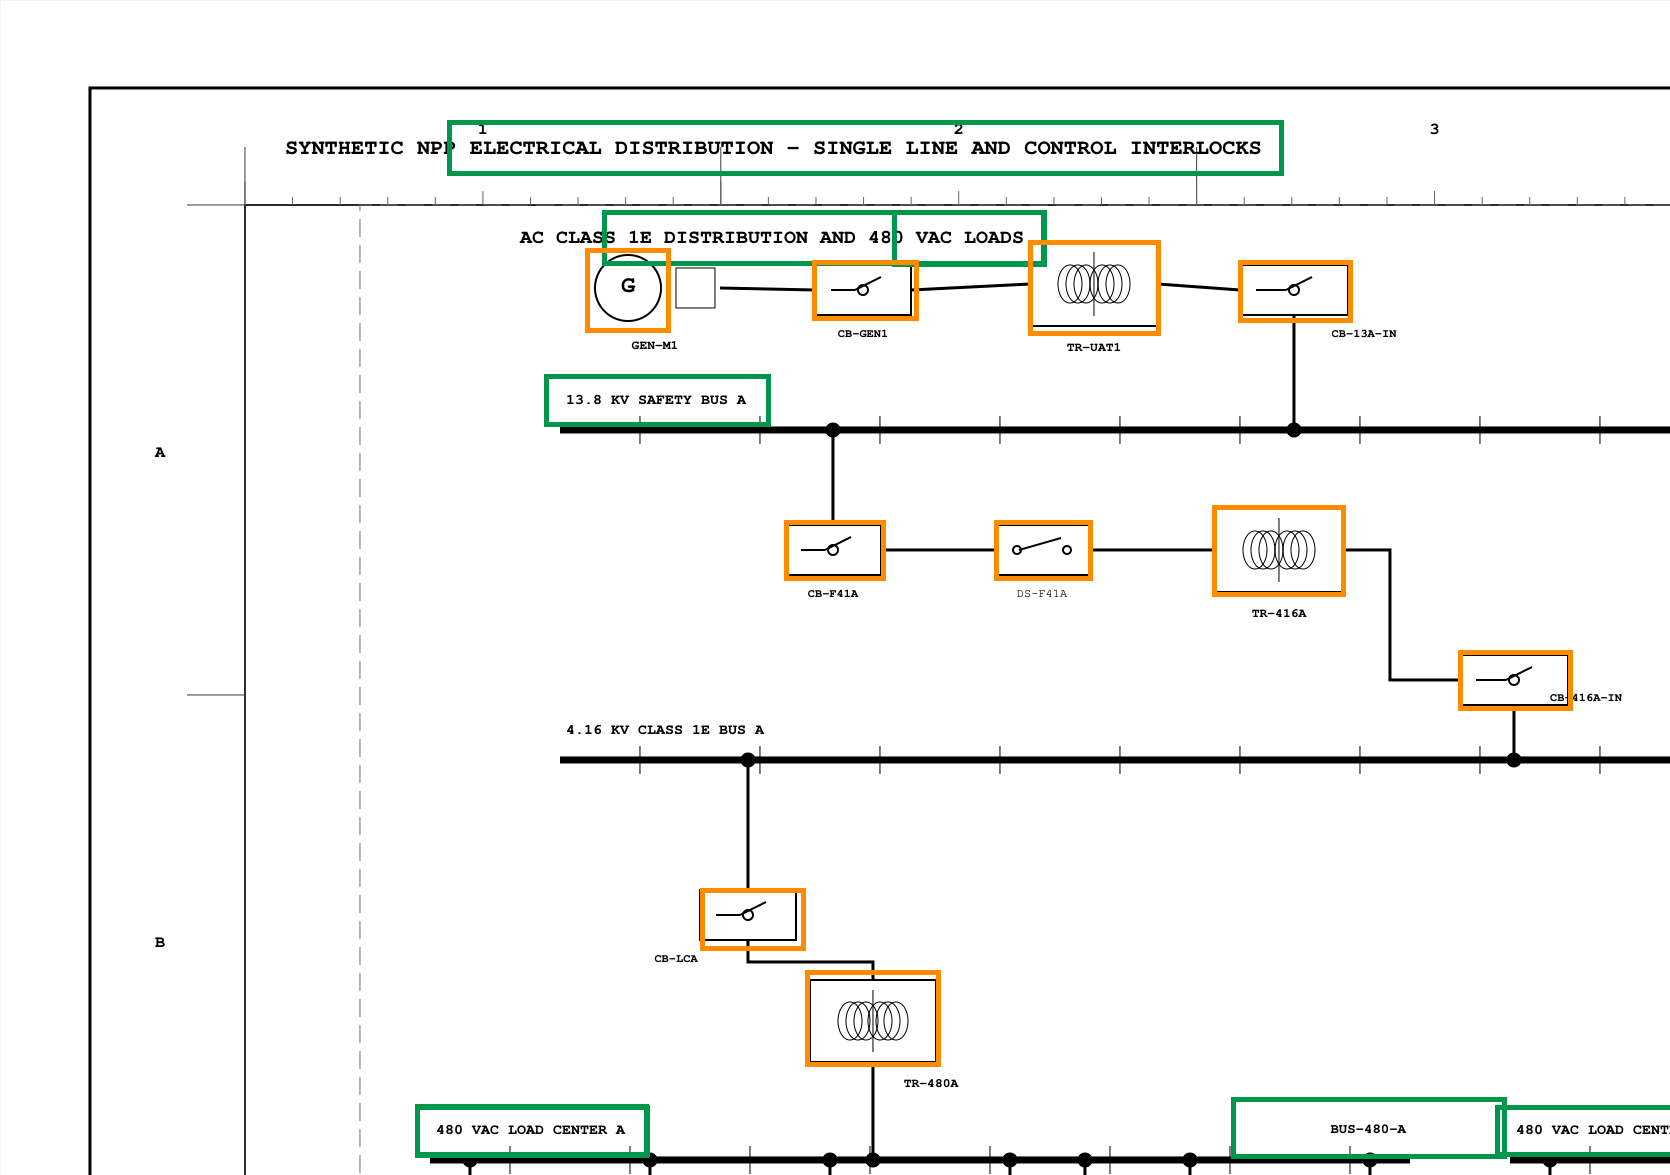 1 2 3
SYNTHETIC NPP ELECTRICAL DISTRIBUTION – SINGLE LINE AND CONTROL INTERLOCKS
AC CLASS 1E DISTRIBUTION AND 480 VAC LOADS
G
GEN-M1
CB-GEN1
TR-UAT1
CB-13A-IN
13.8 KV SAFETY BUS A
A
CB-F41A
DS-F41A
TR-416A
CB-416A-IN
4.16 KV CLASS 1E BUS A
B
CB-LCA
TR-480A
480 VAC LOAD CENTER A
BUS-480-A
480 VAC LOAD